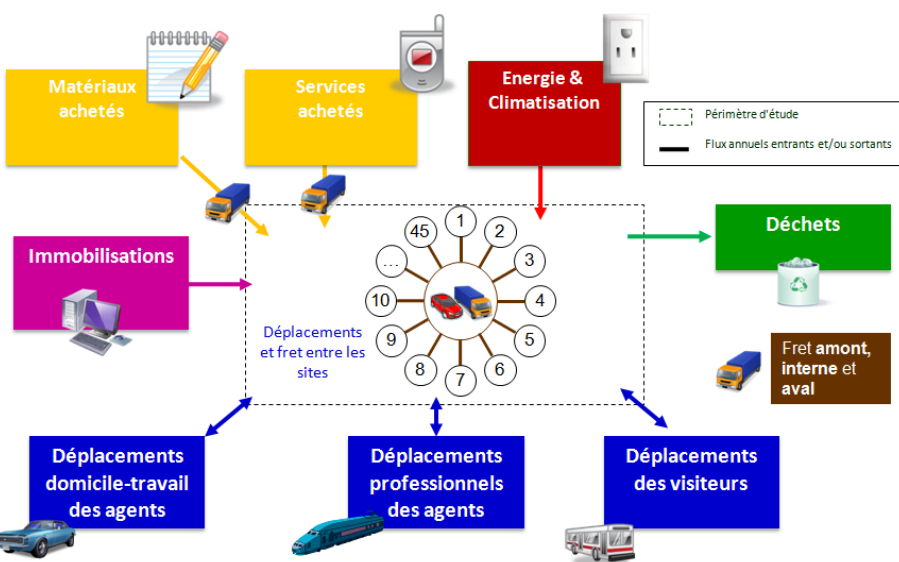 Matériaux
achetés
Services
achetés
Energie &
Climatisation
Périmètre d'étude
Flux annuels entrants et/ou sortants
Immobilisations
Déchets
45
1
2
...
3
10
4
9
5
8
7
6
Déplacements
et fret entre les
sites
Fret amont,
interne et
aval
Déplacements
domicile-travail
des agents
Déplacements
professionnels
des agents
Déplacements
des visiteurs